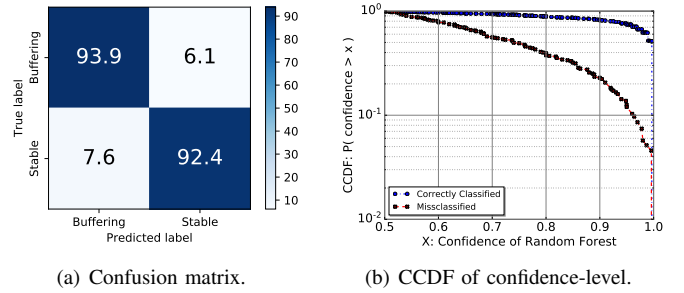 True label
Buffering
Stable
93.9
6.1
7.6
92.4
Buffering
Stable
Predicted label
90
80
70
60
50
40
30
20
10
CCDF: P( confidence > x )
10^0
10^-1
10^-2
Correctly Classified
Missclassified
0.5 0.6 0.7 0.8 0.9 1.0
X: Confidence of Random Forest
(a) Confusion matrix.
(b) CCDF of confidence-level.